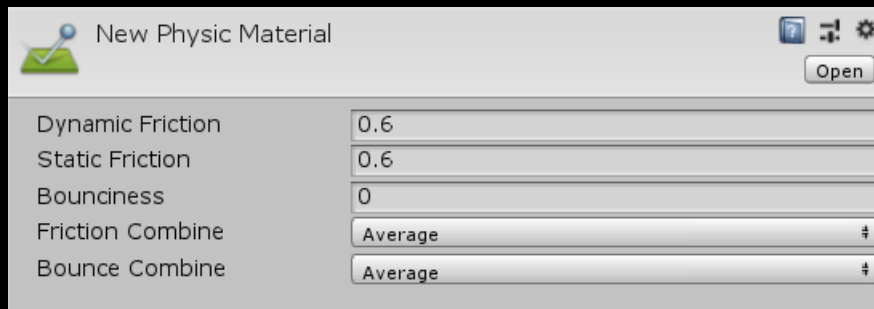 New Physic Material
Open
Dynamic Friction 0.6
Static Friction 0.6
Bounciness 0
Friction Combine Average
Bounce Combine Average